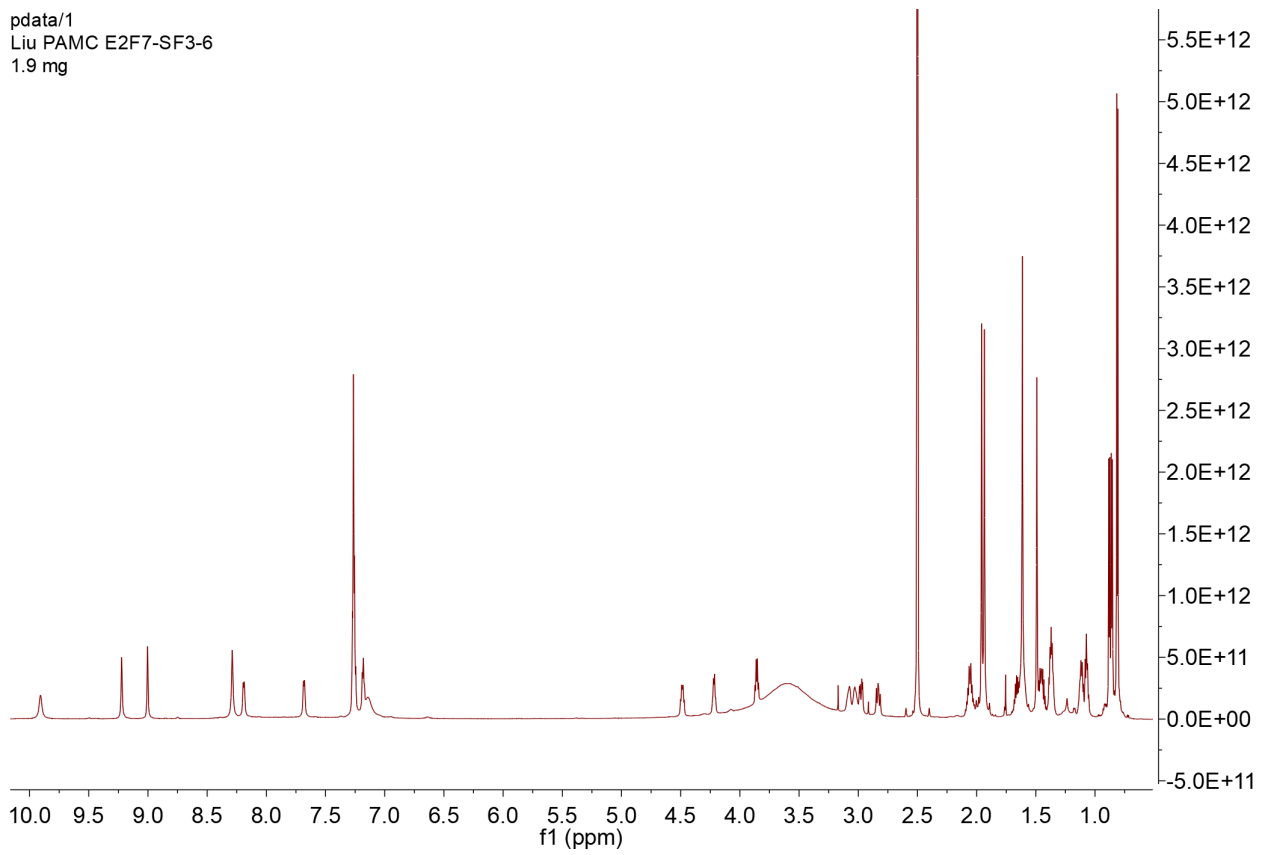 pdata/1
Liu PAMC E2F7-SF3-6
1.9 mg
5.5E+12
5.0E+12
4.5E+12
4.0E+12
3.5E+12
3.0E+12
2.5E+12
2.0E+12
1.5E+12
1.0E+12
5.0E+11
0.0E+00
-5.0E+11
10.0 9.5 9.0 8.5 8.0 7.5 7.0 6.5 6.0 5.5 5.0 4.5 4.0 3.5 3.0 2.5 2.0 1.5 1.0
f1 (ppm)